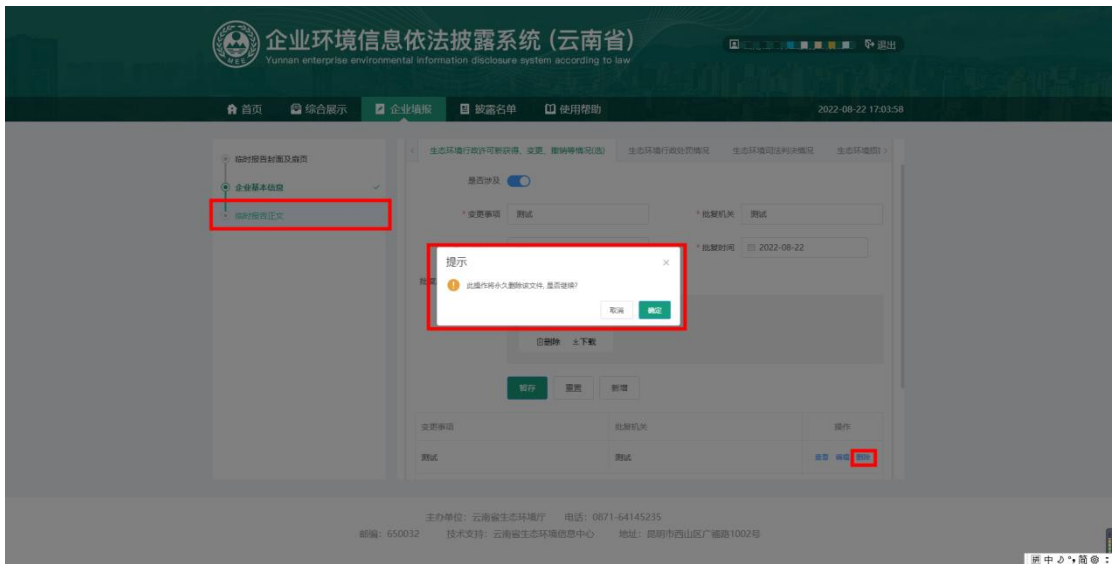 企业环境信息依法披露系统 (云南省)
Yunnan enterprise environmental information disclosure system according to law
退出
首页 综合展示 企业填报 披露名单 使用帮助 2022-08-22 17:03:58
临时报告封面及扉页
企业基本信息
临时报告正文
生态环境行政许可新获得、变更、撤销等情况(选) 生态环境行政处罚情况 生态环境司法判决情况
是否涉及
* 变更事项 测试 * 批复机关 测试
* 批复时间 2022-08-22
提示
此操作将永久删除该文件, 是否继续?
取消 确定
删除 下载
暂存 重置 新增
变更事项 批复机关 操作
测试 测试 查看 编辑 删除
主办单位: 云南省生态环境厅 电话: 0871-64145235
邮编: 650032 技术支持: 云南省生态环境信息中心 地址: 昆明市西山区广福路1002号
中 简